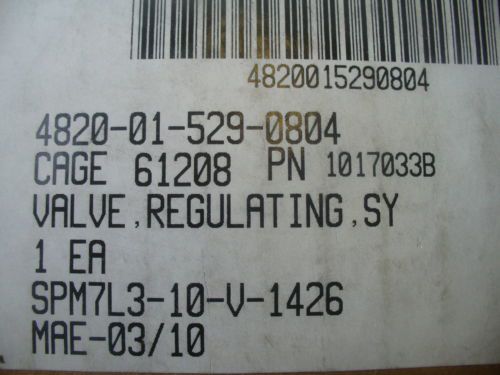 4820015290804
4820-01-529-0804
CAGE 61208 PN 1017033B
VALVE,REGULATING,SY
1 EA
SPM7L3-10-V-1426
MAE-03/10